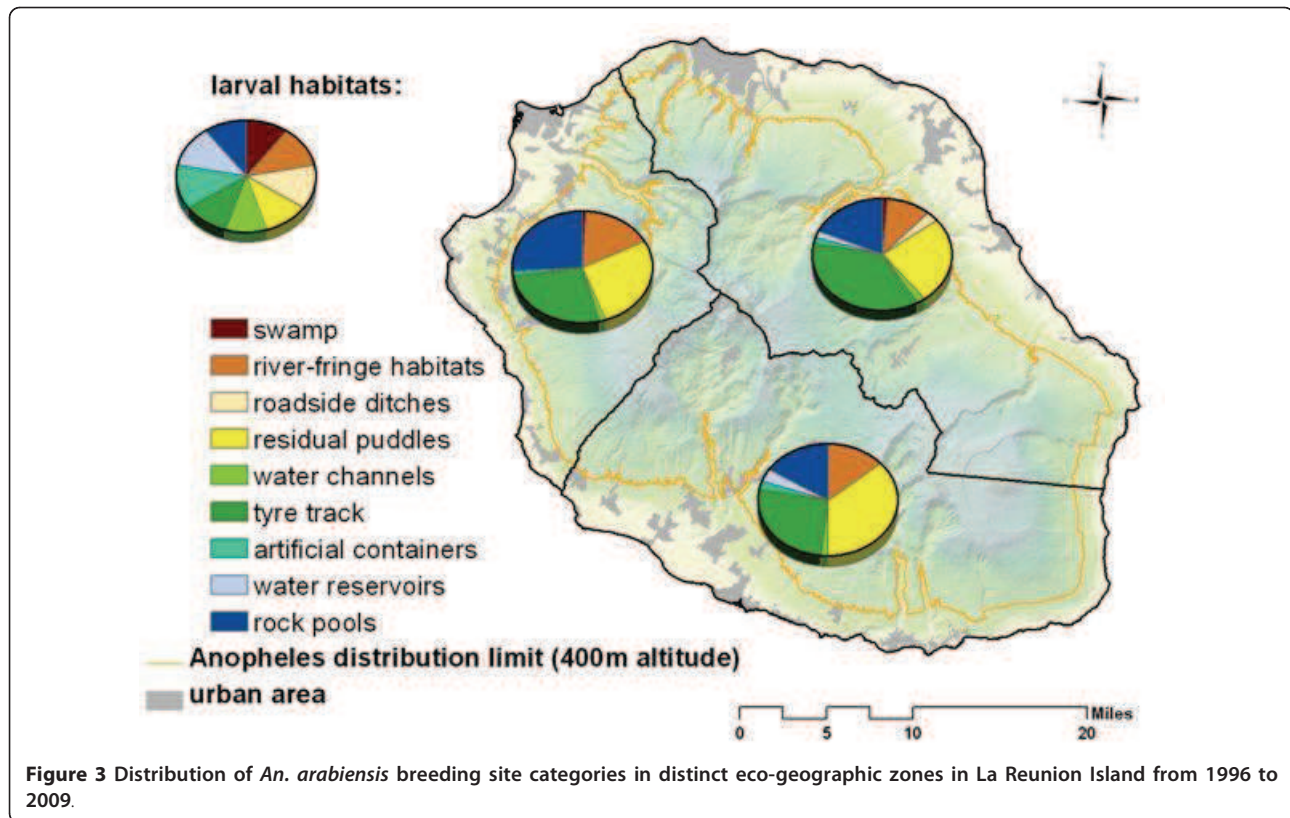 larval habitats:
swamp
river-fringe habitats
roadside ditches
residual puddles
water channels
tyre track
artificial containers
water reservoirs
rock pools
Anopheles distribution limit (400m altitude)
urban area
Miles
0 5 10 20
Figure 3 Distribution of An. arabiensis breeding site categories in distinct eco-geographic zones in La Reunion Island from 1996 to
2009.